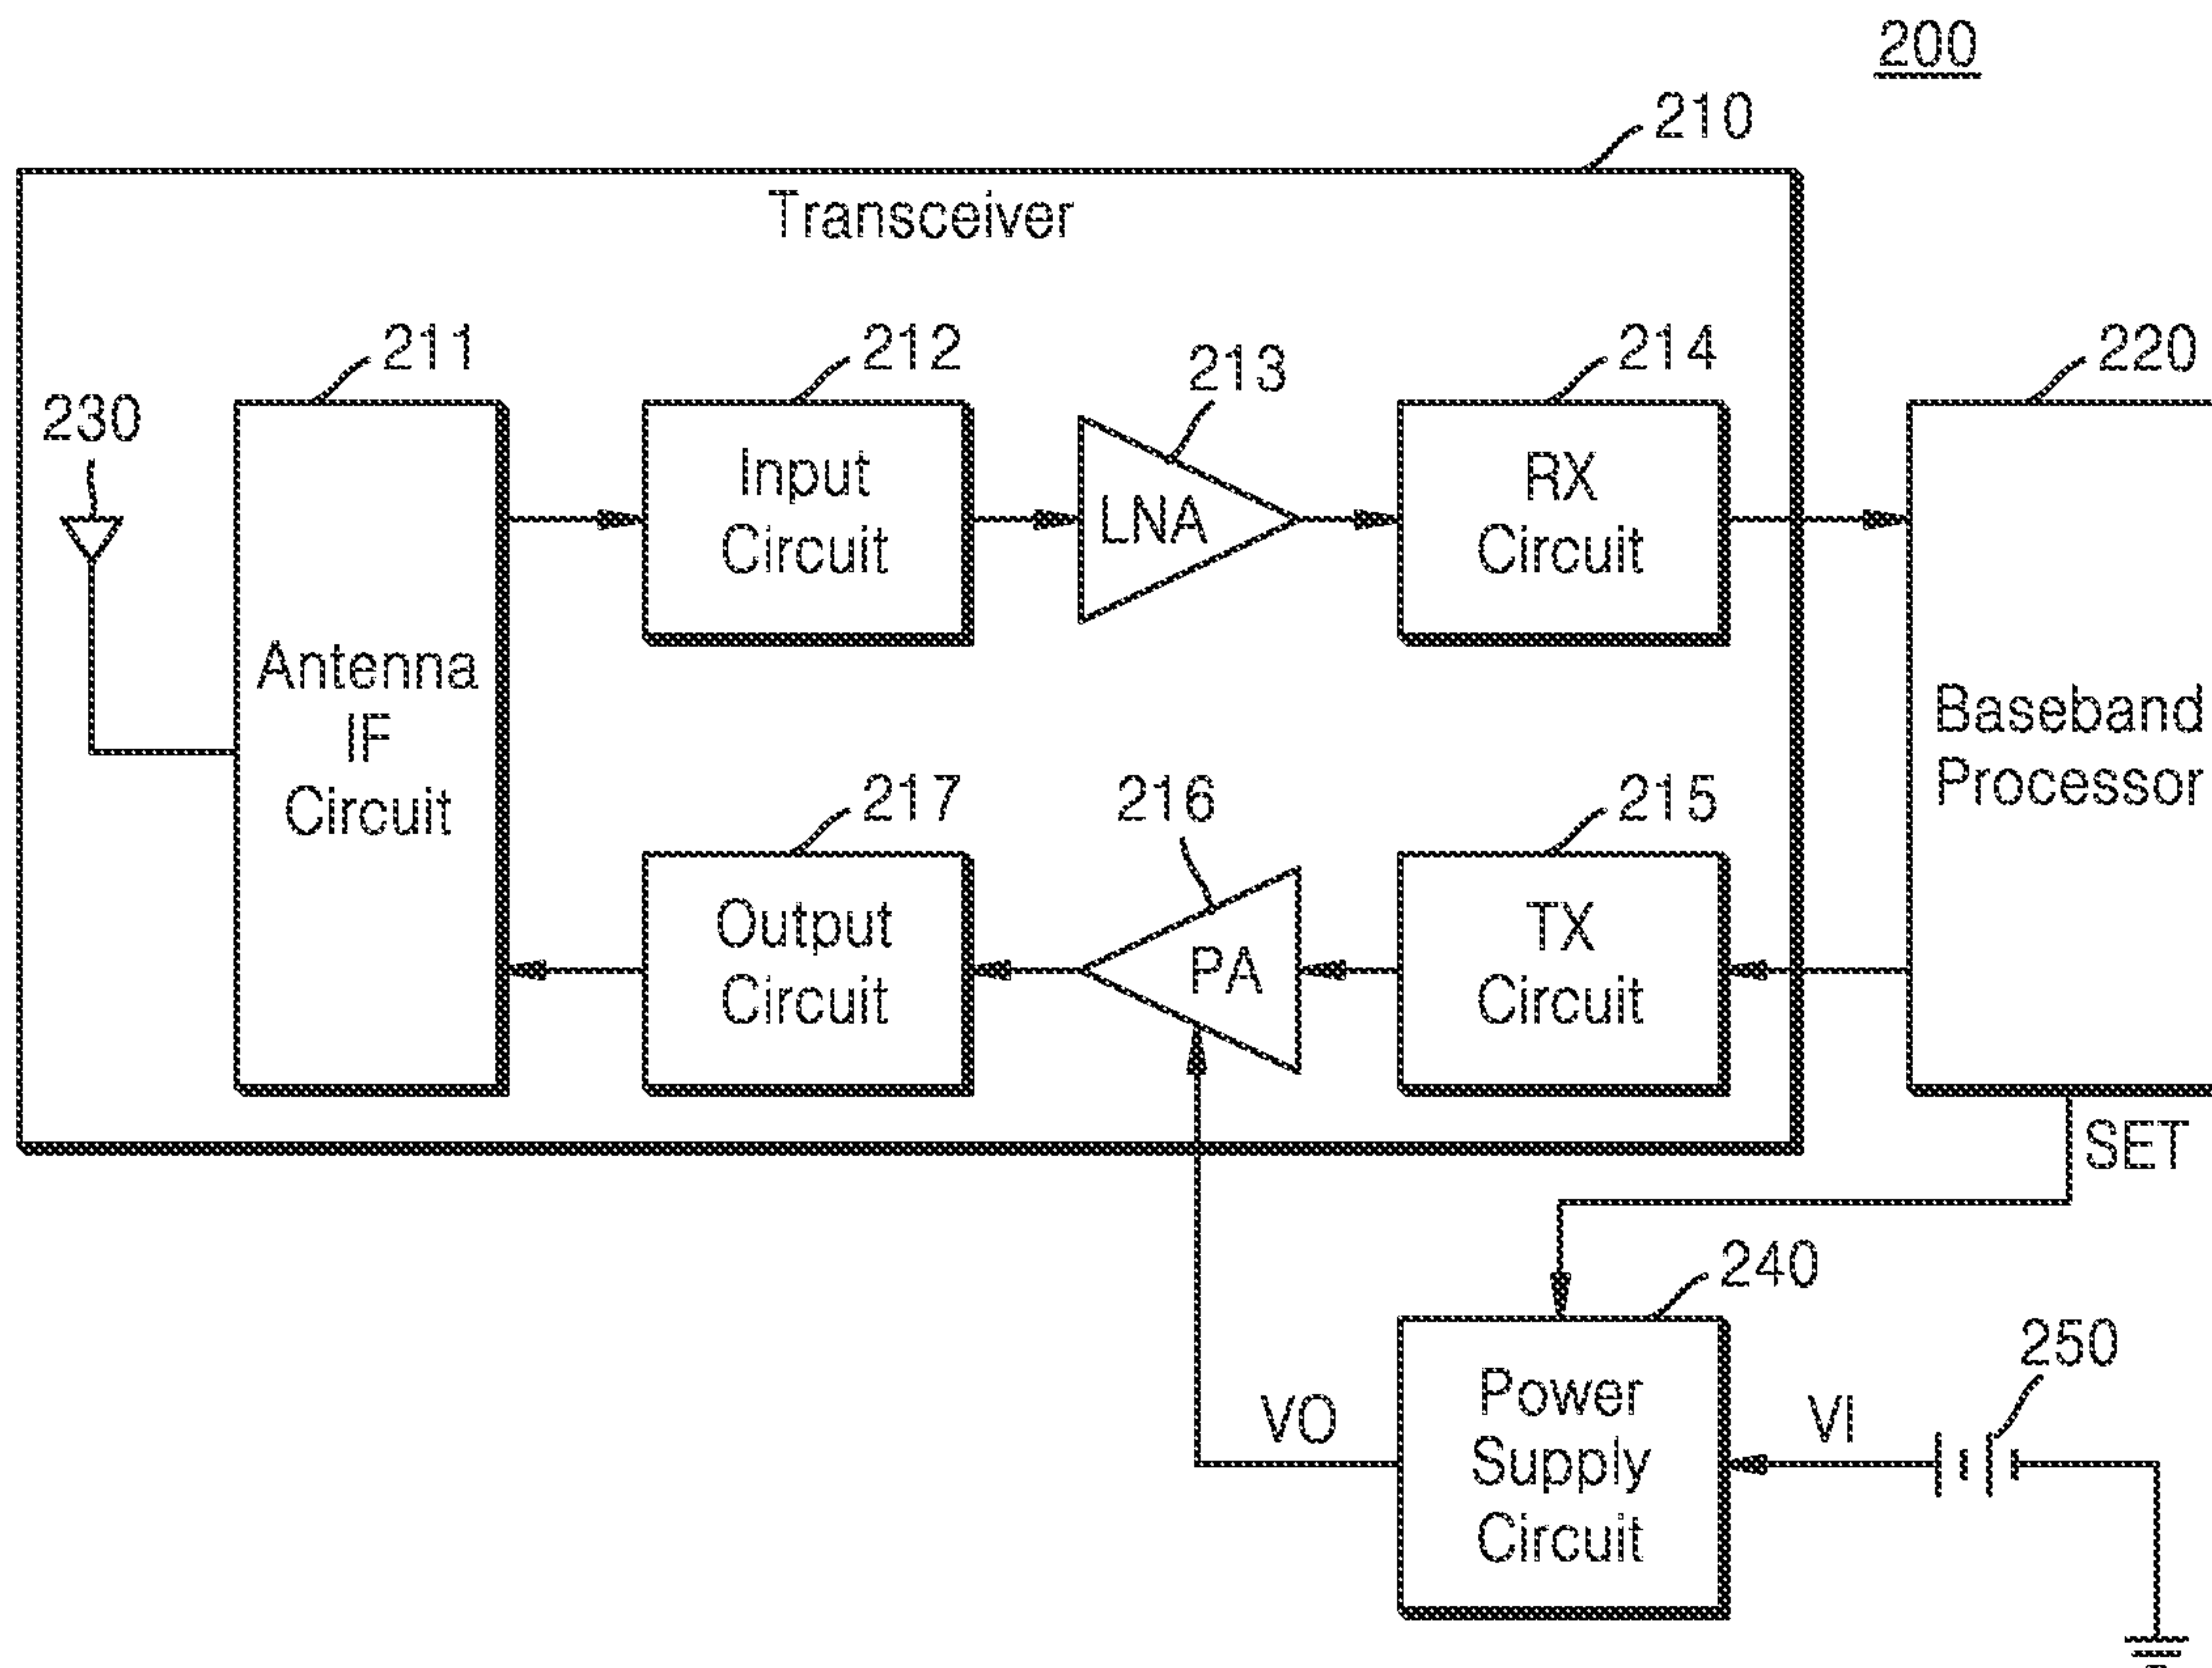 200
210
Transceiver
211
212
213
214
220
230
Input
Circuit
LNA
RX
Circuit
Antenna
IF
Circuit
Baseband
Processor
217
216
215
Output
Circuit
PA
TX
Circuit
SET
240
250
VO
Power
Supply
Circuit
VI